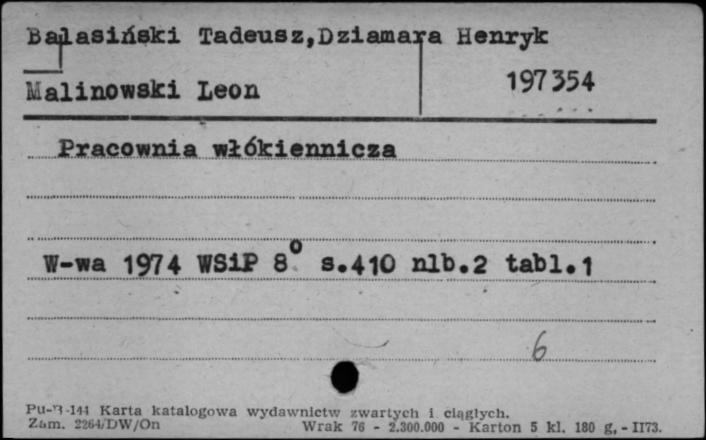 Balasiński Tadeusz,Dziamara Henryk
Malinowski Leon
197354
Pracownia włókiennicza
W-wa 1974 WSiP 8° s.410 nlb.2 tabl.1
6
Pu-B-144 Karta katalogowa wydawnictw zwartych i ciągłych.
Zam. 2264/DW/On Wrak 76 - 2.300.000 - Karton 5 kl. 180 g, - II73.